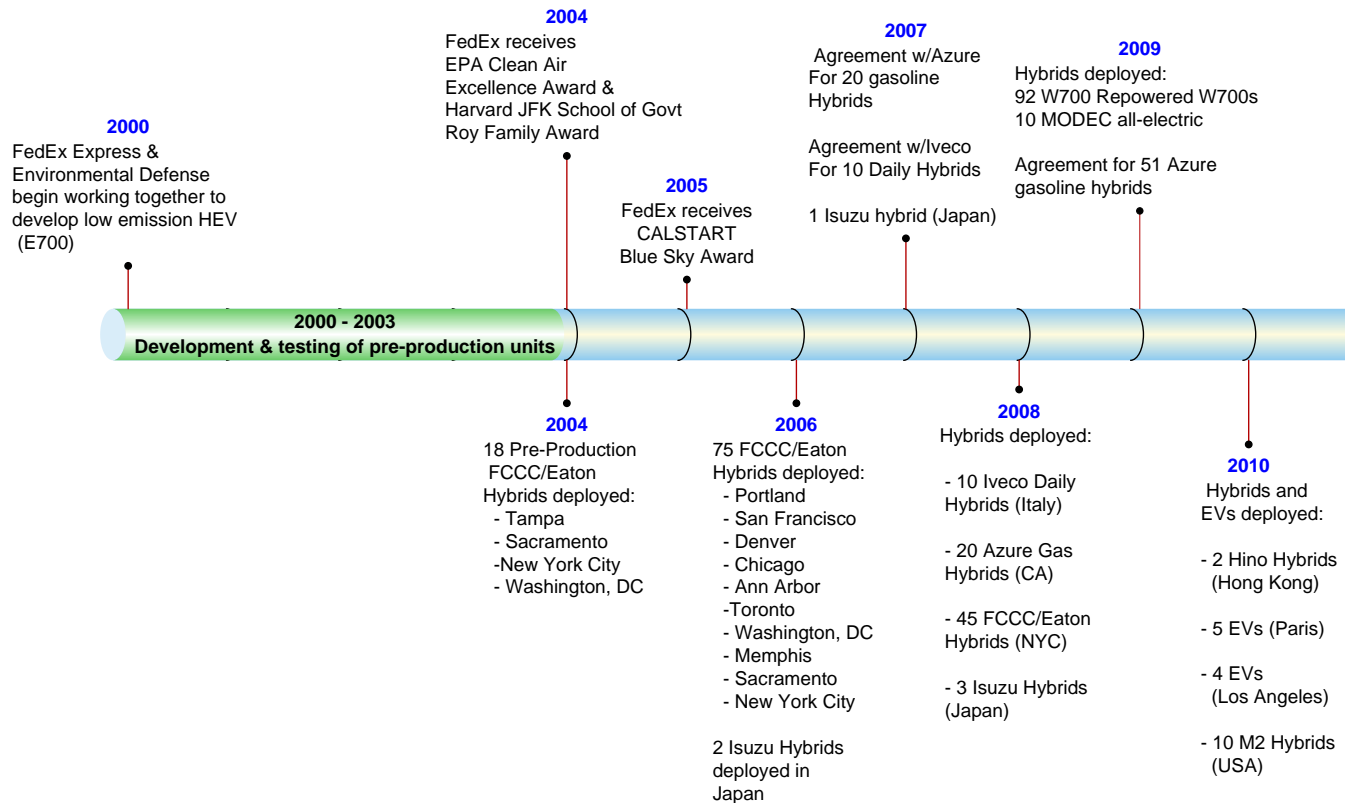 2000
FedEx Express &
Environmental Defense
begin working together to
develop low emission HEV
(E700)
2004
FedEx receives
EPA Clean Air
Excellence Award &
Harvard JFK School of Govt
Roy Family Award
2005
FedEx receives
CALSTART
Blue Sky Award
2007
Agreement w/Azure
For 20 gasoline
Hybrids
Agreement w/Iveco
For 10 Daily Hybrids
1 Isuzu hybrid (Japan)
2009
Hybrids deployed:
92 W700 Repowered W700s
10 MODEC all-electric
Agreement for 51 Azure
gasoline hybrids
2000 - 2003
Development & testing of pre-production units
2004
18 Pre-Production
FCCC/Eaton
Hybrids deployed:
- Tampa
- Sacramento
-New York City
- Washington, DC
2006
75 FCCC/Eaton
Hybrids deployed:
- Portland
- San Francisco
- Denver
- Chicago
- Ann Arbor
-Toronto
- Washington, DC
- Memphis
- Sacramento
- New York City
2 Isuzu Hybrids
deployed in
Japan
2008
Hybrids deployed:
- 10 Iveco Daily
Hybrids (Italy)
- 20 Azure Gas
Hybrids (CA)
- 45 FCCC/Eaton
Hybrids (NYC)
- 3 Isuzu Hybrids
(Japan)
2010
Hybrids and
EVs deployed:
- 2 Hino Hybrids
(Hong Kong)
- 5 EVs (Paris)
- 4 EVs
(Los Angeles)
- 10 M2 Hybrids
(USA)